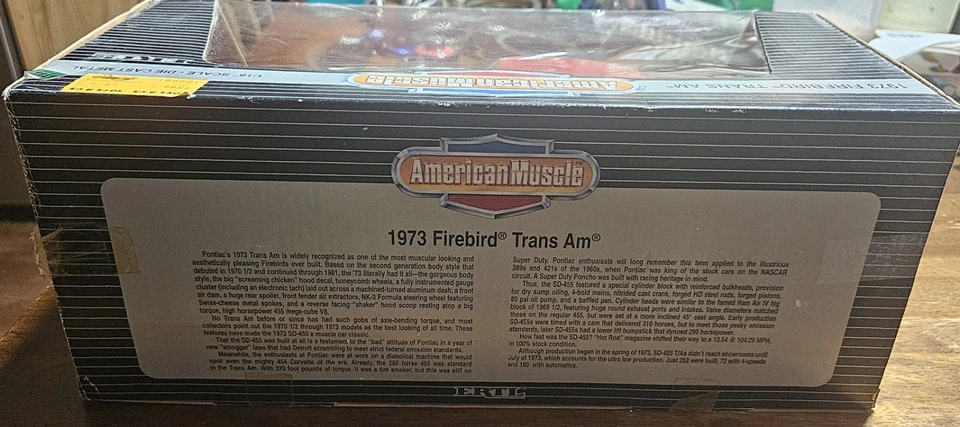 ERTL
1/18 SCALE - DIE CAST METAL
AmericanMuscle
1973 FIREBIRD® TRANS AM™
AmericanMuscle™
1973 Firebird® Trans Am®
Pontiac's 1973 Trans Am is widely recognized as one of the most muscular looking and
aesthetically pleasing Firebirds ever built. Based on the second generation body style that
debuted in 1970 1/2 and continued through 1981, the '73 literally had it all—the gorgeous body
style, the big "screaming chicken" hood decal, honeycomb wheels, a fully instrumented gauge
cluster (including an electronic tach) laid out across a machined-turned aluminum dash, a front
air dam, a huge rear spoiler, front fender air extractors, NK-3 Formula steering wheel featuring
Swiss-cheese metal spokes, and a reverse facing "shaker" hood scoop resting atop a big
torque, high horsepower 455 mega-cube V8.
No Trans Am before or since has had such gobs of axle-bending torque, and most
collectors point out the 1970 1/2 through 1973 models as the best looking of all time. These
features have made the 1973 SD-455 a muscle car classic.
That the SD-455 was built at all is a testament to the "bad" attitude of Pontiac in a year of
new "smogger" laws that had Detroit scrambling to meet strict federal emission standards.
Meanwhile, the enthusiasts at Pontiac were at work on a diabolical machine that would
spoil even the mighty 454 Corvette of the era. Already, the 250 horse 455 was standard
in the Trans Am. With 370 foot pounds of torque, it was a tire smoker, but this was still no
Super Duty. Pontiac enthusiasts will long remember this term applied to the illustrious
389s and 421s of the 1960s, when Pontiac was king of the stock cars on the NASCAR
circuit. A Super Duty Poncho was built with racing heritage in mind.
Thus, the SD-455 featured a special cylinder block with reinforced bulkheads, provision
for dry sump oiling, 4-bold mains, nitrided cast crank, forged HD steel rods, forged pistons,
80 psi oil pump, and a baffled pan. Cylinder heads were similar to the famed Ram Air IV big
block of 1969 1/2, featuring huge round exhaust ports and intakes. Valve diameters matched
those on the regular 455, but were set at a more inclined 45° seat angle. Early production
SD-455s were timed with a cam that delivered 310 horses, but to meet those pesky emission
standards, later SD-455s had a lower lift bumpstick that dynoed 290 horsepower.
How fast was the SD-455? "Hot Rod" magazine shifted their way to a 13.54 @ 104.29 MPH,
in 100% stock condition.
Although production began in the spring of 1973, SD-455 T/As didn't reach showrooms until
July of 1973, which accounts for the ultra low production. Just 252 were built, 72 with 4-speeds
and 180 with automatics.
ERTL